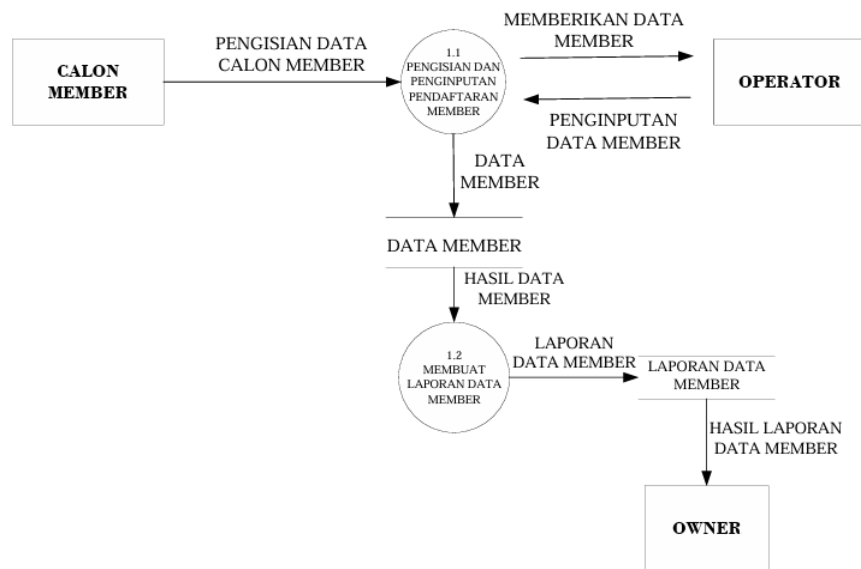 CALON
MEMBER
PENGISIAN DATA
CALON MEMBER
1.1
PENGISIAN DAN
PENGINPUTAN
PENDAFTARAN
MEMBER
MEMBERIKAN DATA
MEMBER
OPERATOR
PENGINPUTAN
DATA MEMBER
DATA
MEMBER
DATA MEMBER
HASIL DATA
MEMBER
1.2
MEMBUAT
LAPORAN DATA
MEMBER
LAPORAN
DATA MEMBER
LAPORAN DATA
MEMBER
HASIL LAPORAN
DATA MEMBER
OWNER